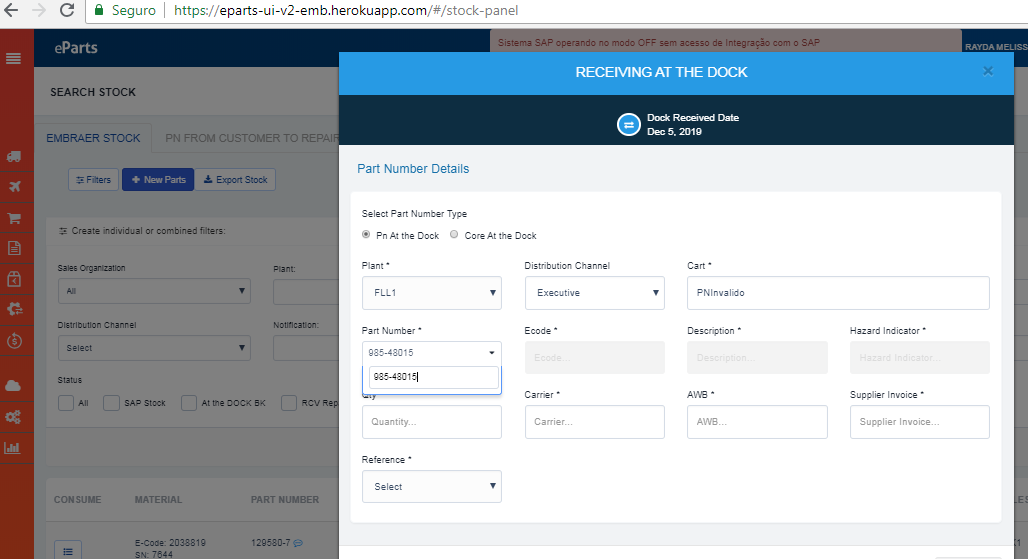 Seguro https://eparts-ui-v2-emb.herokuapp.com/#/stock-panel
eParts
Sistema SAP operando no modo OFF sem acesso de Integração com o SAP
RAYDA MELISS
RECEIVING AT THE DOCK
×
SEARCH STOCK
Dock Received Date
Dec 5, 2019
EMBRAER STOCK PN FROM CUSTOMER TO REPAIR
Part Number Details
Filters + New Parts Export Stock
Select Part Number Type
Pn At the Dock Core At the Dock
Create individual or combined filters:
Sales Organization Plant:
All
Plant * Distribution Channel Cart *
FLL1 Executive PNInvalido
Distribution Channel Notification:
Select
Part Number * Ecode * Description * Hazard Indicator *
985-48015 Ecode... Description... Hazard Indicator...
985-48015
Status
All SAP Stock At the DOCK BK RCV Rep
Qty Carrier * AWB * Supplier Invoice *
Quantity... Carrier... AWB... Supplier Invoice...
Reference *
Select
CONSUME MATERIAL PART NUMBER
E-Code: 2038819
SN: 7644
129580-7